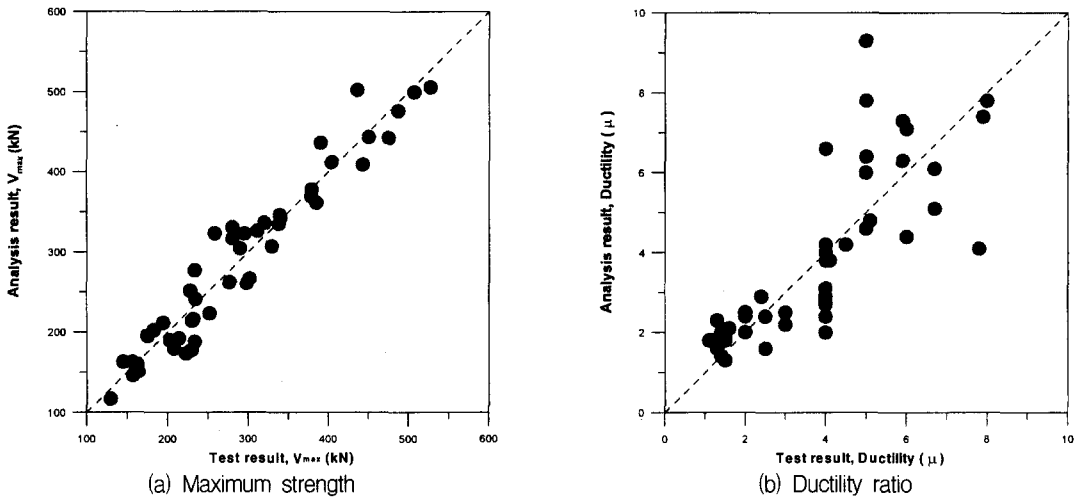 600
500
400
300
200
100
Analysis result, Vmax (kN)
100 200 300 400 500 600
Test result, Vmax (kN)
(a) Maximum strength
10
8
6
4
2
0
Analysis result, Ductility ( μ )
0 2 4 6 8 10
Test result, Ductility ( μ )
(b) Ductility ratio